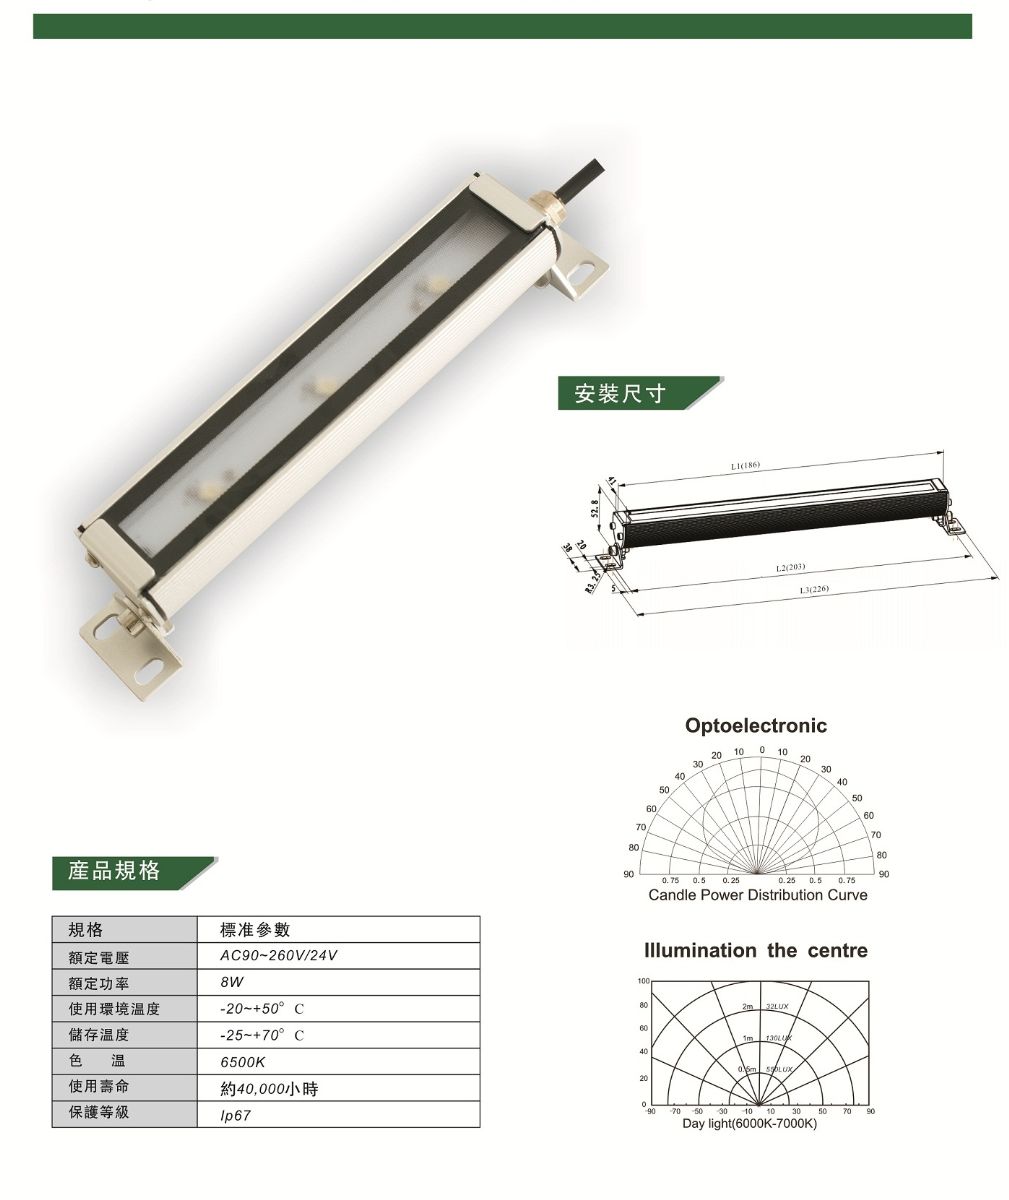 安裝尺寸
L1(186)
41
52.8
20
38
R3.25
5
L2(203)
L3(226)
Optoelectronic
90 80 70 60 50 40 30 20 10 0 10 20 30 40 50 60 70 80 90
0.75 0.5 0.25 0.25 0.5 0.75
Candle Power Distribution Curve
産品規格
規格 標准參數
額定電壓 AC90~260V/24V
額定功率 8W
使用環境温度 -20~+50° C
儲存温度 -25~+70° C
色 温 6500K
使用壽命 約40,000小時
保護等級 Ip67
Illumination the centre
100
80
2m 32LUX
60
1m 130LUX
40
0.5m 550LUX
20
0
-90 -70 -50 -30 -10 10 30 50 70 90
Day light(6000K-7000K)